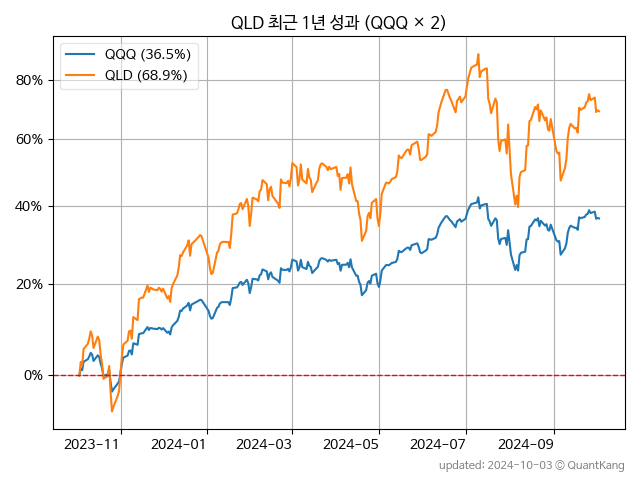 QLD 최근 1년 성과 (QQQ × 2)
QQQ (36.5%)
QLD (68.9%)
80%
60%
40%
20%
0%
2023-11 2024-01 2024-03 2024-05 2024-07 2024-09
updated: 2024-10-03 © QuantKang